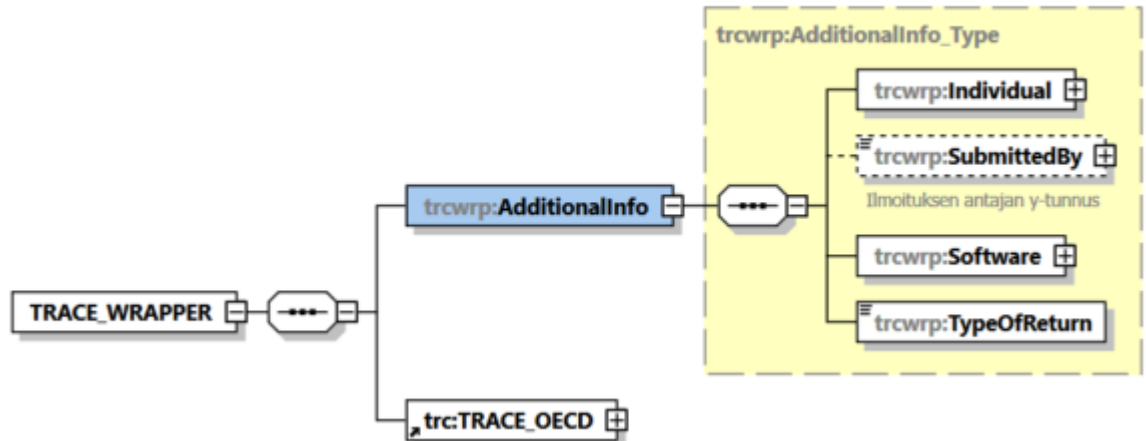 trcwrp:AdditionalInfo_Type
trcwrp:Individual
trcwrp:SubmittedBy
Ilmoituksen antajan y-tunnus
trcwrp:AdditionalInfo
trcwrp:Software
TRACE_WRAPPER
trcwrp:TypeOfReturn
trc:TRACE_OECD